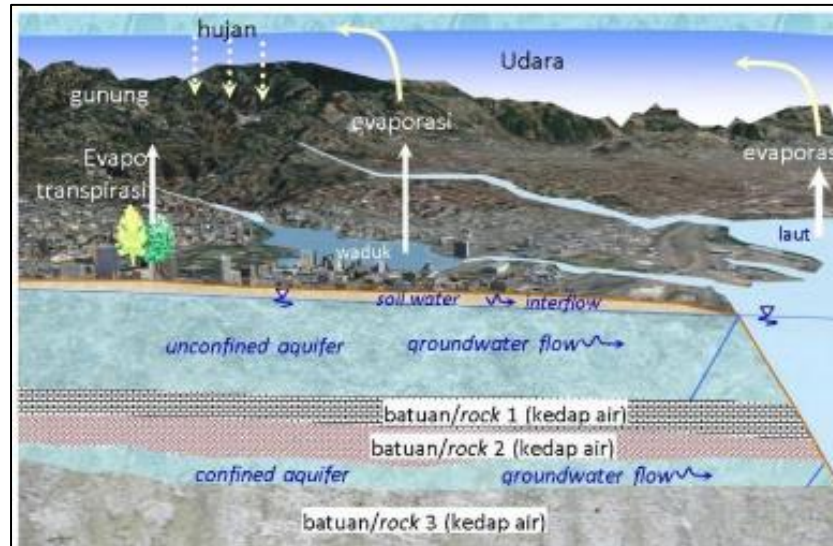 hujan
Udara
gunung
evaporasi
Evapo
transpirasi
evaporas
laut
waduk
soil water
interflow
unconfined aquifer
groundwater flow
batuan/rock 1 (kedap air)
batuan/rock 2 (kedap air)
confined aquifer
groundwater flow
batuan/rock 3 (kedap air)